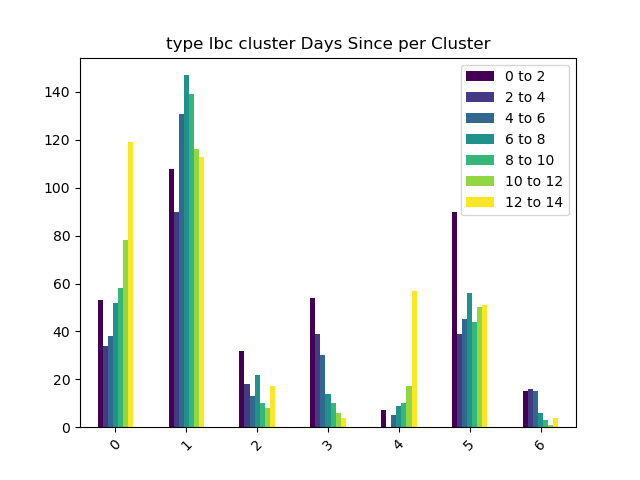 type Ibc cluster Days Since per Cluster
140
120
100
80
60
40
20
0
0 to 2
2 to 4
4 to 6
6 to 8
8 to 10
10 to 12
12 to 14
0 1 2 3 4 5 6